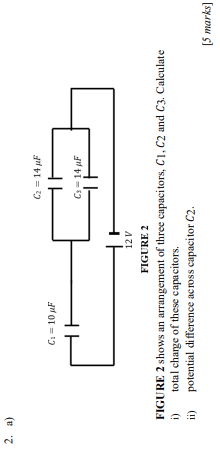 2. a)
C₂ = 14 μF
C₁ = 10 μF
C₃ = 14 μF
12 V
FIGURE 2
FIGURE 2 shows an arrangement of three capacitors, C1, C2 and C3. Calculate
i) total charge of these capacitors.
ii) potential difference across capacitor C2.
[5 marks]